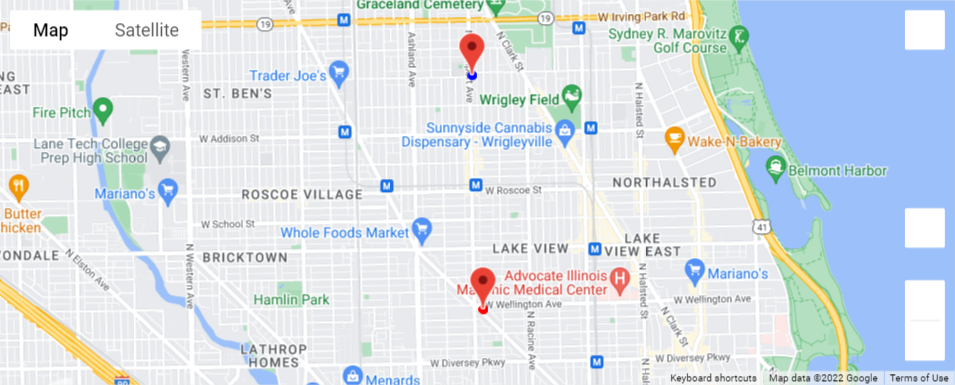 Graceland Cemetery
19
19
W Irving Park Rd
Map
Satellite
Sydney R. Marovitz
Golf Course
N Clark St
Ashland Ave
Western Ave
Trader Joe's
ST. BEN'S
Wrigley Field
N Halsted St
Fire Pitch
Sunnyside Cannabis
Dispensary - Wrigleyville
W Addison St
Lane Tech College
Prep High School
Wake-N-Bakery
Belmont Harbor
Mariano's
ROSCOE VILLAGE
W Roscoe St
NORTHALSTED
Butter
W School St
Whole Foods Market
41
LAKE VIEW
LAKE
VIEW EAST
BRICKTOWN
N Elston Ave
N Western Ave
Advocate Illinois
Medical Center
Mariano's
Hamlin Park
W Wellington Ave
W Wellington Ave
N Halsted St
N Racine Ave
N Clark St
LATHROP
HOMES
W Diversey Pkwy
W Diversey Pkwy
Menards
Keyboard shortcuts
Map data ©2022 Google
Terms of Use